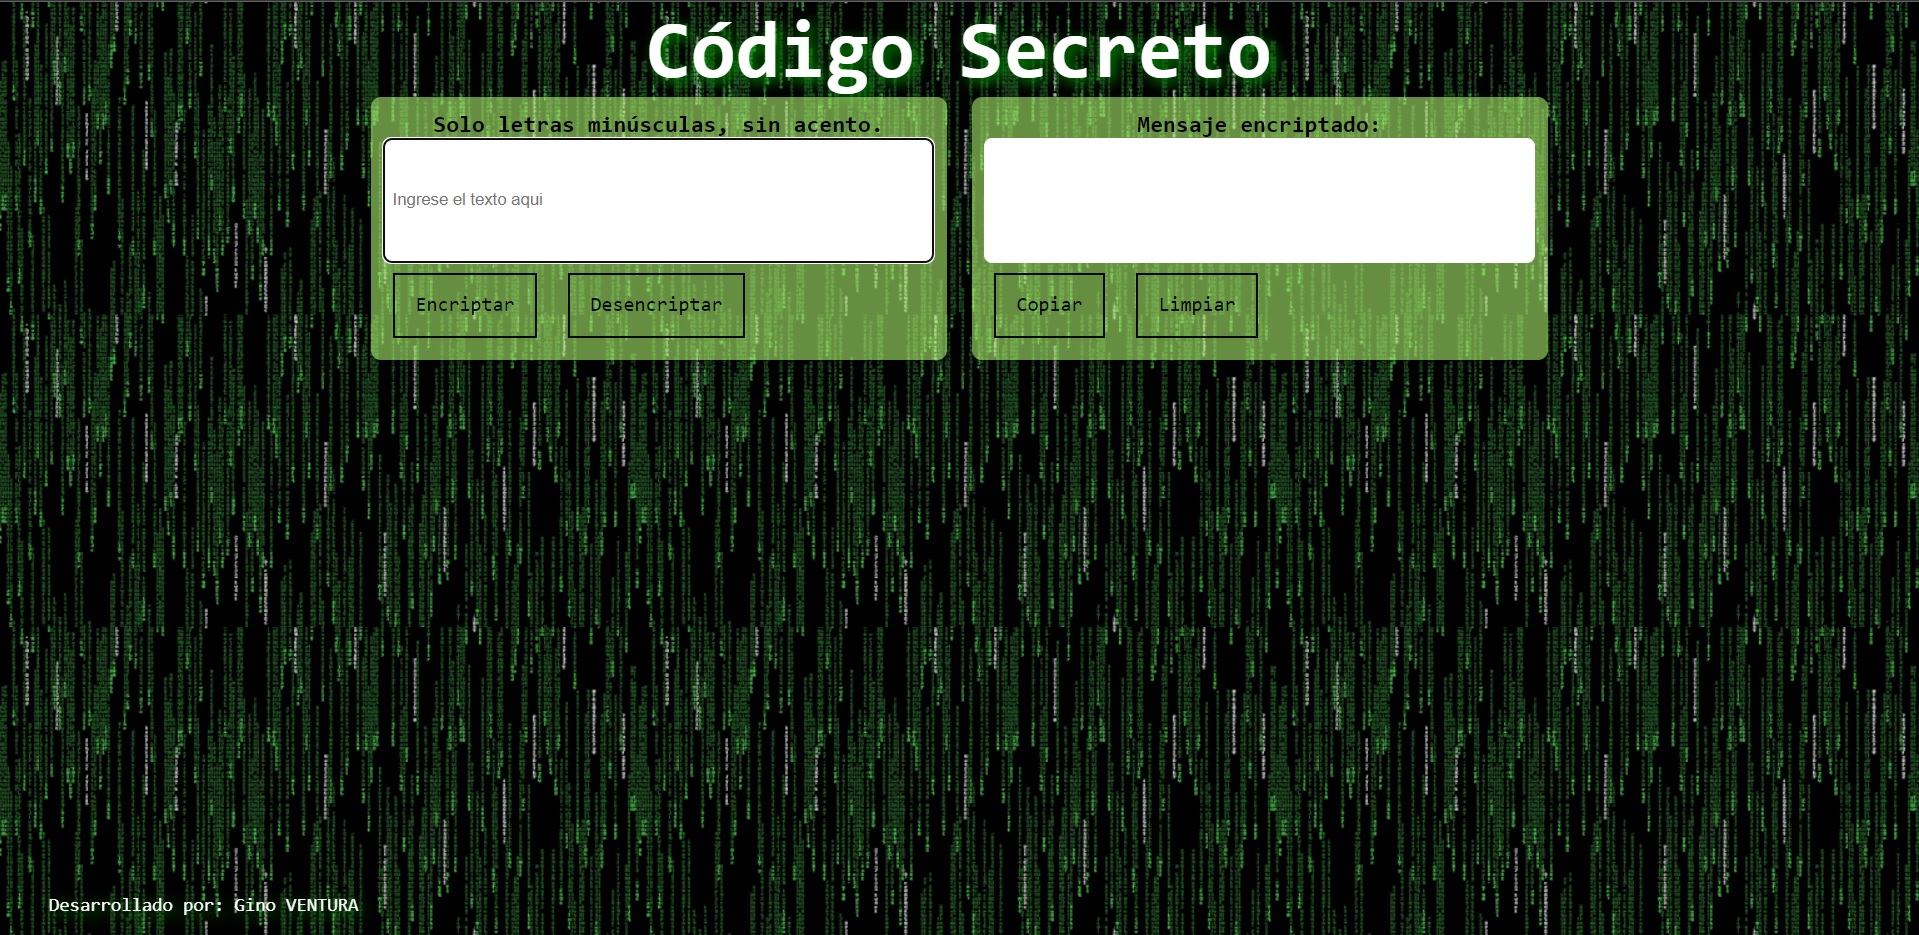 Código Secreto
Solo letras minúsculas, sin acento.
Ingrese el texto aqui
Encriptar
Desencriptar
Mensaje encriptado:
Copiar
Limpiar
Desarrollado por: Gino VENTURA